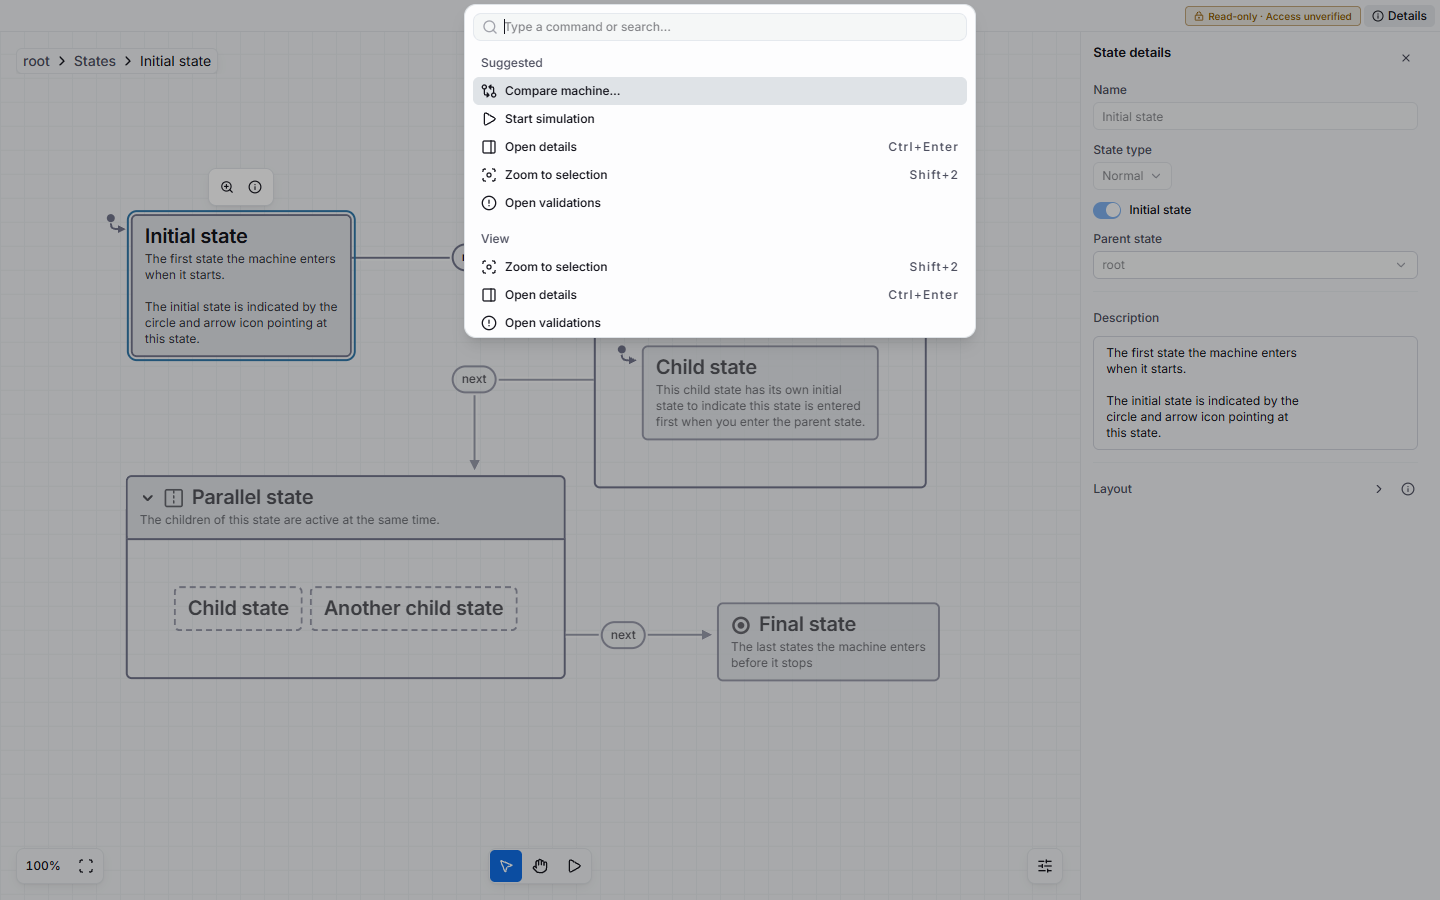 Type a command or search...
Suggested
Compare machine...
Start simulation
Open details Ctrl+Enter
Zoom to selection Shift+2
Open validations
View
Zoom to selection Shift+2
Open details Ctrl+Enter
Open validations
Read-only · Access unverified
Details
root > States > Initial state
Initial state
The first state the machine enters
when it starts.
The initial state is indicated by the
circle and arrow icon pointing at
this state.
next
Child state
This child state has its own initial
state to indicate this state is entered
first when you enter the parent state.
Parallel state
The children of this state are active at the same time.
Child state
Another child state
next
Final state
The last states the machine enters
before it stops
100%
State details
Name
Initial state
State type
Normal
Initial state
Parent state
root
Description
The first state the machine enters
when it starts.
The initial state is indicated by the
circle and arrow icon pointing at
this state.
Layout